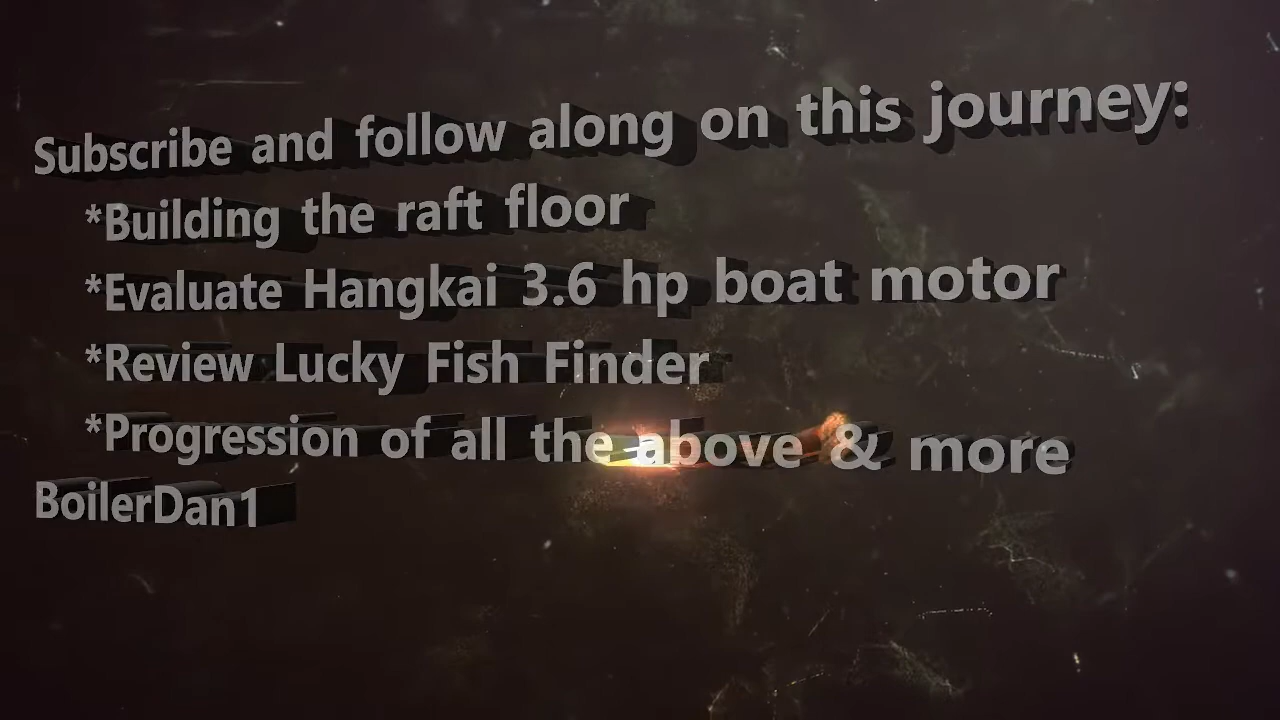 Subscribe and follow along on this journey:
*Building the raft floor
*Evaluate Hangkai 3.6 hp boat motor
*Review Lucky Fish Finder
*Progression of all the above & more
BoilerDan1